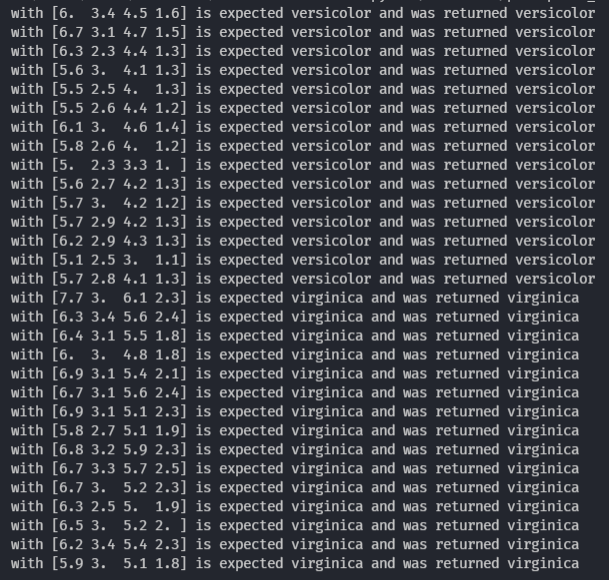 with [6.  3.4 4.5 1.6] is expected versicolor and was returned versicolor
with [6.7 3.1 4.7 1.5] is expected versicolor and was returned versicolor
with [6.3 2.3 4.4 1.3] is expected versicolor and was returned versicolor
with [5.6 3.  4.1 1.3] is expected versicolor and was returned versicolor
with [5.5 2.5 4.  1.3] is expected versicolor and was returned versicolor
with [5.5 2.6 4.4 1.2] is expected versicolor and was returned versicolor
with [6.1 3.  4.6 1.4] is expected versicolor and was returned versicolor
with [5.8 2.6 4.  1.2] is expected versicolor and was returned versicolor
with [5.  2.3 3.3 1. ] is expected versicolor and was returned versicolor
with [5.6 2.7 4.2 1.3] is expected versicolor and was returned versicolor
with [5.7 3.  4.2 1.2] is expected versicolor and was returned versicolor
with [5.7 2.9 4.2 1.3] is expected versicolor and was returned versicolor
with [6.2 2.9 4.3 1.3] is expected versicolor and was returned versicolor
with [5.1 2.5 3.  1.1] is expected versicolor and was returned versicolor
with [5.7 2.8 4.1 1.3] is expected versicolor and was returned versicolor
with [7.7 3.  6.1 2.3] is expected virginica and was returned virginica
with [6.3 3.4 5.6 2.4] is expected virginica and was returned virginica
with [6.4 3.1 5.5 1.8] is expected virginica and was returned virginica
with [6.  3.  4.8 1.8] is expected virginica and was returned virginica
with [6.9 3.1 5.4 2.1] is expected virginica and was returned virginica
with [6.7 3.1 5.6 2.4] is expected virginica and was returned virginica
with [6.9 3.1 5.1 2.3] is expected virginica and was returned virginica
with [5.8 2.7 5.1 1.9] is expected virginica and was returned virginica
with [6.8 3.2 5.9 2.3] is expected virginica and was returned virginica
with [6.7 3.3 5.7 2.5] is expected virginica and was returned virginica
with [6.7 3.  5.2 2.3] is expected virginica and was returned virginica
with [6.3 2.5 5.  1.9] is expected virginica and was returned virginica
with [6.5 3.  5.2 2. ] is expected virginica and was returned virginica
with [6.2 3.4 5.4 2.3] is expected virginica and was returned virginica
with [5.9 3.  5.1 1.8] is expected virginica and was returned virginica